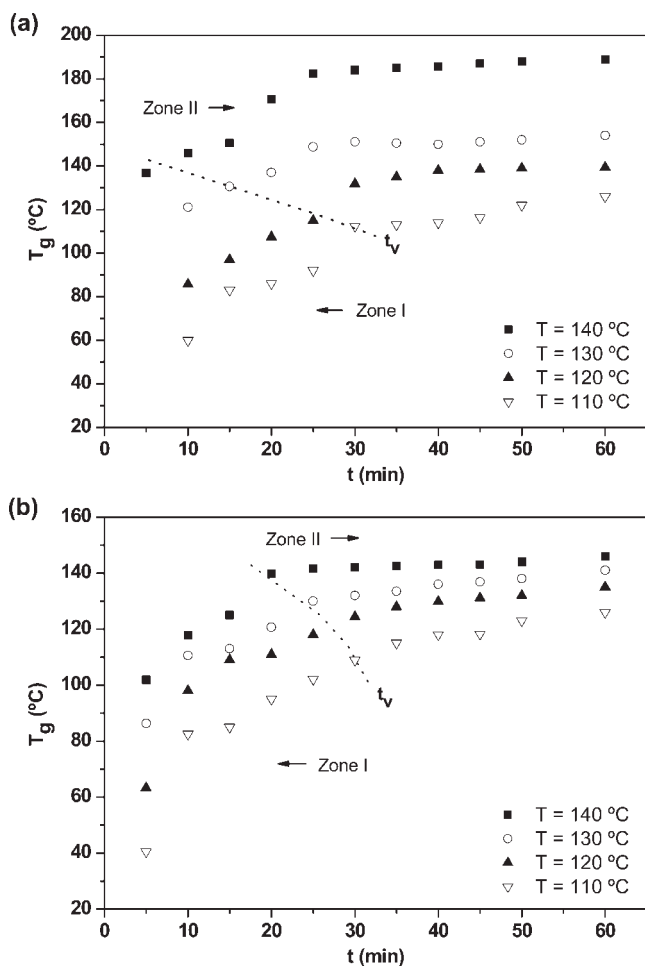 (a)
200
180
160
140
120
100
80
60
40
20
Tg (ºC)
Zone II
tv
Zone I
T = 140 ºC
T = 130 ºC
T = 120 ºC
T = 110 ºC
0 10 20 30 40 50 60
t (min)
(b)
160
140
120
100
80
60
40
20
Tg (ºC)
Zone II
tv
Zone I
T = 140 ºC
T = 130 ºC
T = 120 ºC
T = 110 ºC
0 10 20 30 40 50 60
t (min)